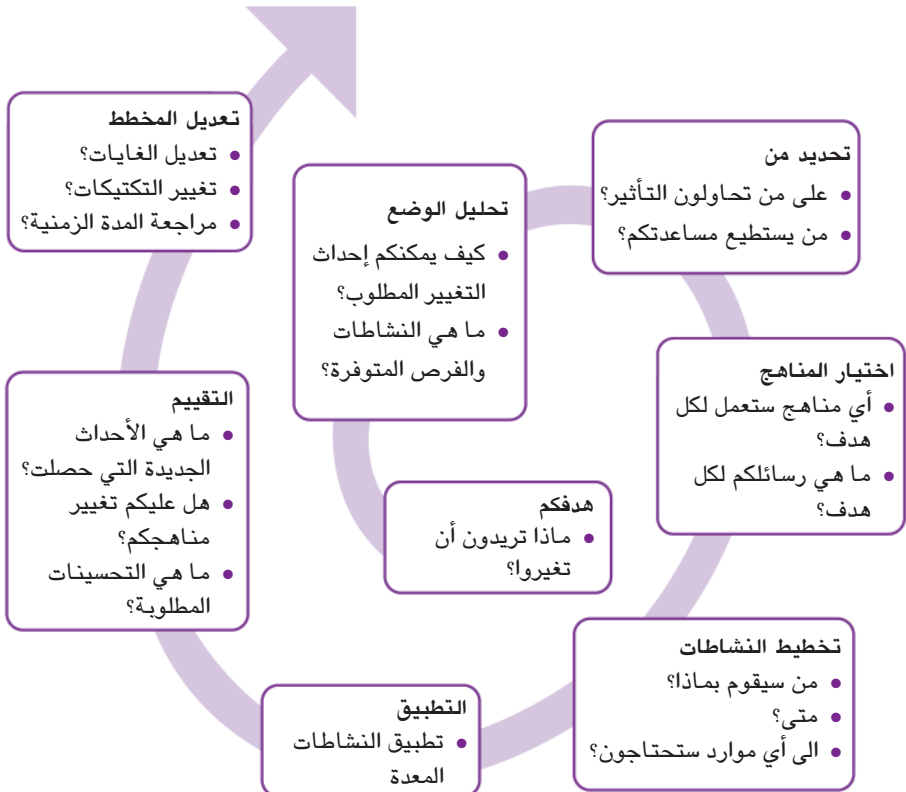 هدفكم
• ماذا تريدون أن
تغيروا؟
تحليل الوضع
• كيف يمكنكم إحداث
التغيير المطلوب؟
• ما هي النشاطات
والفرص المتوفرة؟
تحديد من
• على من تحاولون التأثير؟
• من يستطيع مساعدتكم؟
اختيار المناهج
• أي مناهج ستعمل لكل
هدف؟
• ما هي رسائلكم لكل
هدف؟
تخطيط النشاطات
• من سيقوم بماذا؟
• متى؟
• الى أي موارد ستحتاجون؟
التطبيق
• تطبيق النشاطات
المعدة
التقييم
• ما هي الأحداث
الجديدة التي حصلت؟
• هل عليكم تغيير
مناهجكم؟
• ما هي التحسينات
المطلوبة؟
تعديل المخطط
• تعديل الغايات؟
• تغيير التكتيكات؟
• مراجعة المدة الزمنية؟